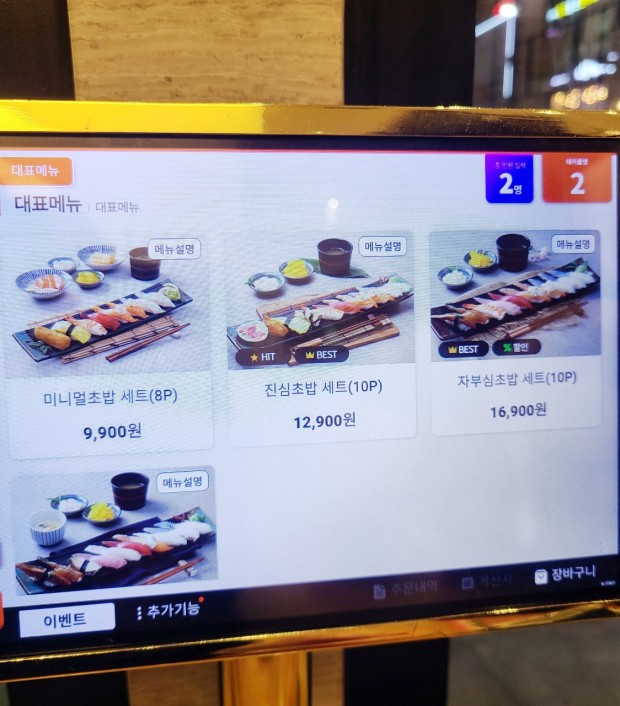 대표메뉴
2명
테이블명
2
대표메뉴 대표메뉴
메뉴설명
메뉴설명
메뉴설명
HIT
BEST
BEST
% 할인
미니멀초밥 세트(8P)
9,900원
진심초밥 세트(10P)
12,900원
자부심초밥 세트(10P)
16,900원
메뉴설명
이벤트
추가기능
주문내역
계산서
장바구니